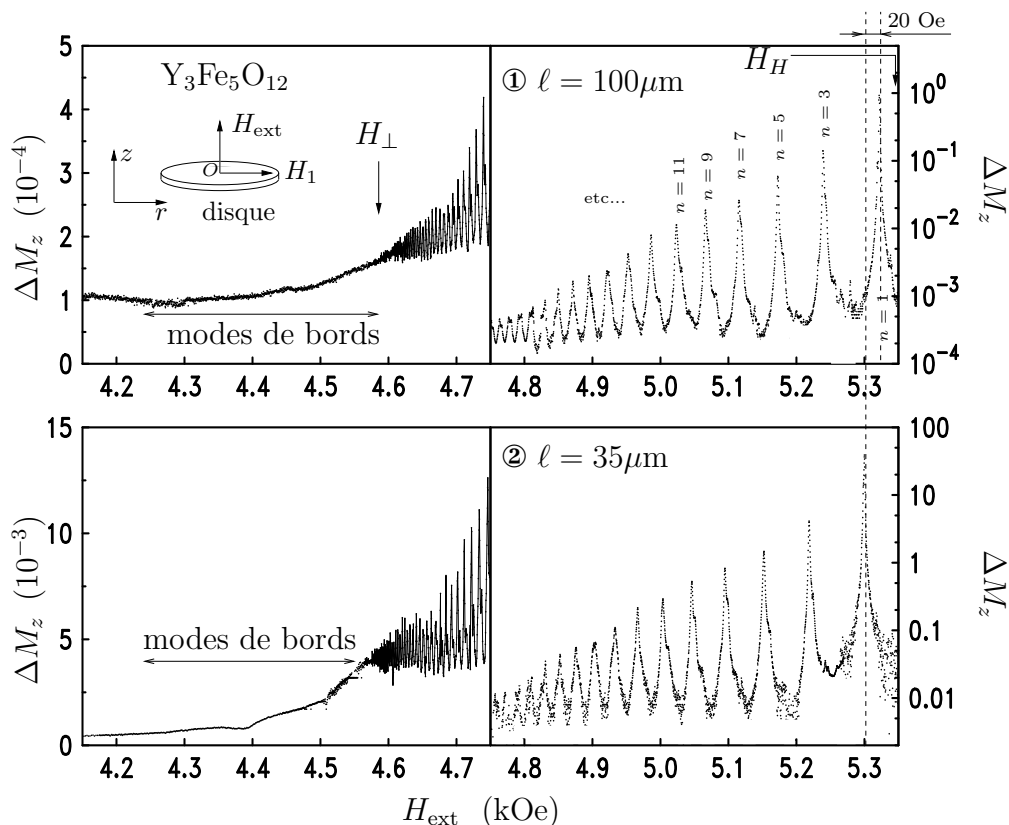 20 Oe
5
4
3
2
1
0
ΔM_z (10⁻⁴)
Y₃Fe₅O₁₂
H_ext
z
O
H₁
r
disque
H_⊥
modes de bords
4.2 4.3 4.4 4.5 4.6 4.7
① ℓ = 100μm
H_H
etc...
n = 11
n = 9
n = 7
n = 5
n = 3
n = 1
10⁰
10⁻¹
10⁻²
10⁻³
10⁻⁴
ΔM_z
4.8 4.9 5.0 5.1 5.2 5.3
15
10
5
0
ΔM_z (10⁻³)
modes de bords
4.2 4.3 4.4 4.5 4.6 4.7
② ℓ = 35μm
100
10
1
0.1
0.01
ΔM_z
4.8 4.9 5.0 5.1 5.2 5.3
H_ext (kOe)